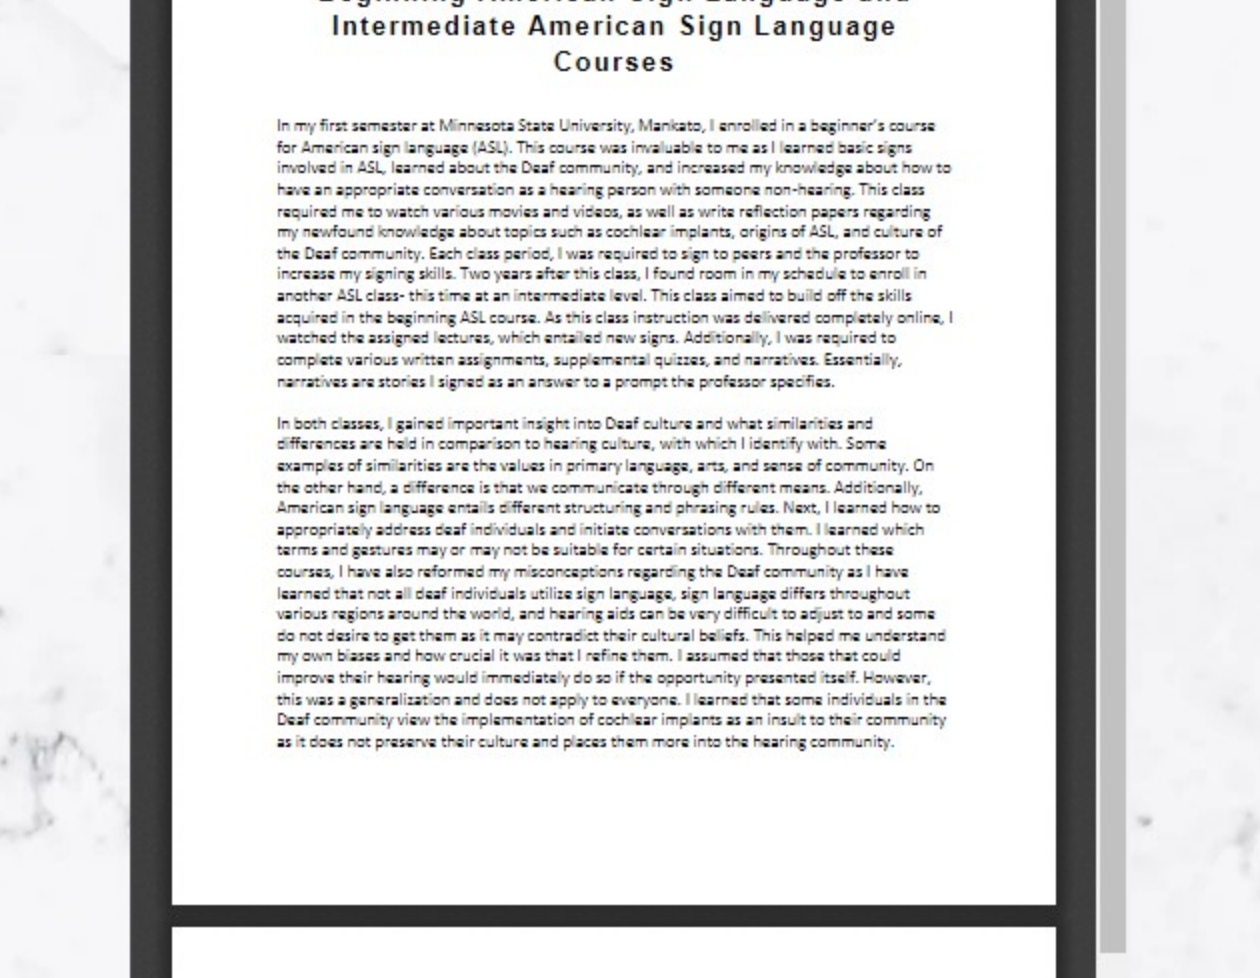 Beginning American Sign Language and
Intermediate American Sign Language
Courses
In my first semester at Minnesota State University, Mankato, I enrolled in a beginner's course
for American sign language (ASL). This course was invaluable to me as I learned basic signs
involved in ASL, learned about the Deaf community, and increased my knowledge about how to
have an appropriate conversation as a hearing person with someone non-hearing. This class
required me to watch various movies and videos, as well as write reflection papers regarding
my newfound knowledge about topics such as cochlear implants, origins of ASL, and culture of
the Deaf community. Each class period, I was required to sign to peers and the professor to
increase my signing skills. Two years after this class, I found room in my schedule to enroll in
another ASL class- this time at an intermediate level. This class aimed to build off the skills
acquired in the beginning ASL course. As this class instruction was delivered completely online, I
watched the assigned lectures, which entailed new signs. Additionally, I was required to
complete various written assignments, supplemental quizzes, and narratives. Essentially,
narratives are stories I signed as an answer to a prompt the professor specifies.
In both classes, I gained important insight into Deaf culture and what similarities and
differences are held in comparison to hearing culture, with which I identify with. Some
examples of similarities are the values in primary language, arts, and sense of community. On
the other hand, a difference is that we communicate through different means. Additionally,
American sign language entails different structuring and phrasing rules. Next, I learned how to
appropriately address deaf individuals and initiate conversations with them. I learned which
terms and gestures may or may not be suitable for certain situations. Throughout these
courses, I have also reformed my misconceptions regarding the Deaf community as I have
learned that not all deaf individuals utilize sign language, sign language differs throughout
various regions around the world, and hearing aids can be very difficult to adjust to and some
do not desire to get them as it may contradict their cultural beliefs. This helped me understand
my own biases and how crucial it was that I refine them. I assumed that those that could
improve their hearing would immediately do so if the opportunity presented itself. However,
this was a generalization and does not apply to everyone. I learned that some individuals in the
Deaf community view the implementation of cochlear implants as an insult to their community
as it does not preserve their culture and places them more into the hearing community.